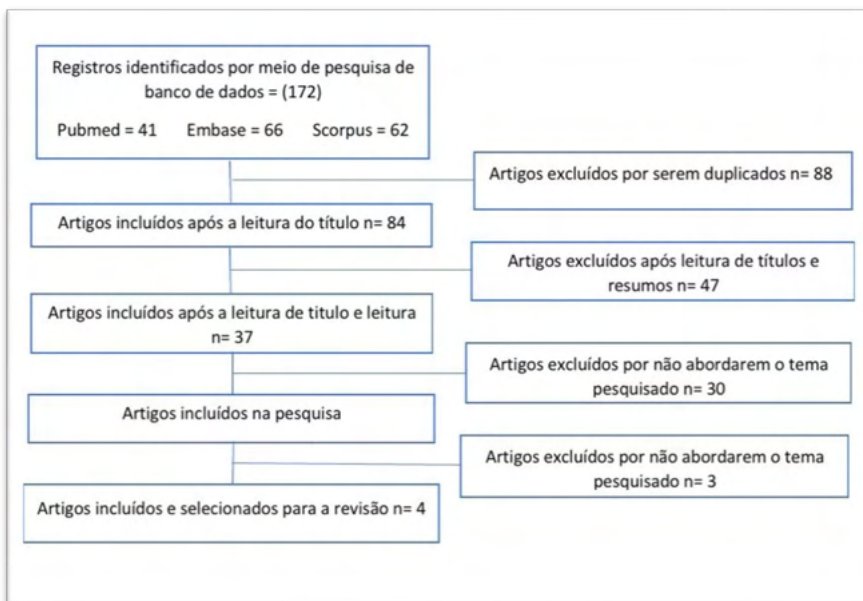 Registros identificados por meio de pesquisa de
banco de dados = (172)
Pubmed = 41 Embase = 66 Scorpus = 62
Artigos excluídos por serem duplicados n= 88
Artigos incluídos após a leitura do título n= 84
Artigos excluídos após leitura de títulos e
resumos n= 47
Artigos incluídos após a leitura de titulo e leitura
n= 37
Artigos excluídos por não abordarem o tema
pesquisado n= 30
Artigos incluídos na pesquisa
Artigos excluídos por não abordarem o tema
pesquisado n= 3
Artigos incluídos e selecionados para a revisão n= 4